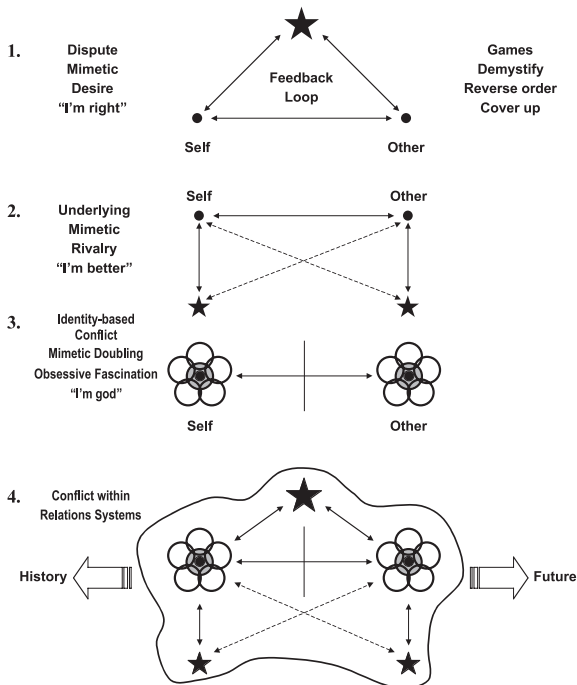 1.
Dispute
Mimetic
Desire
“I’m right”
Feedback
Loop
Games
Demystify
Reverse order
Cover up
Self
Other
Self
Other
2.
Underlying
Mimetic
Rivalry
“I’m better”
3.
Identity-based
Conflict
Mimetic Doubling
Obsessive Fascination
“I’m god”
Self
Other
4.
Conflict within
Relations Systems
History
Future